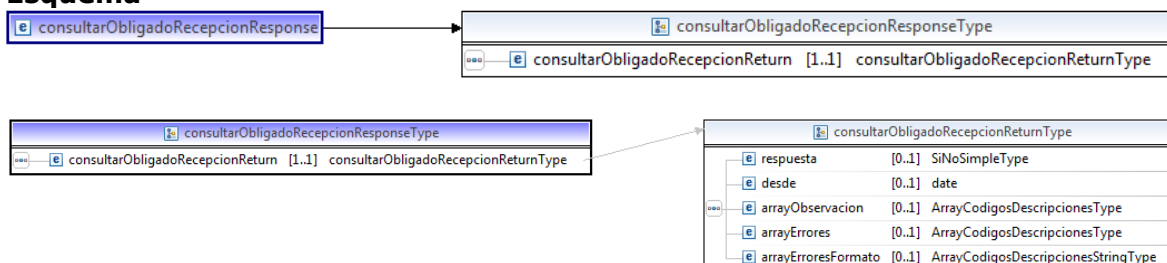 Esquema
e consultarObligadoRecepcionResponse
consultarObligadoRecepcionResponseType
e consultarObligadoRecepcionReturn [1..1] consultarObligadoRecepcionReturnType
consultarObligadoRecepcionResponseType
e consultarObligadoRecepcionReturn [1..1] consultarObligadoRecepcionReturnType
consultarObligadoRecepcionReturnType
e respuesta [0..1] SiNoSimpleType
e desde [0..1] date
e arrayObservacion [0..1] ArrayCodigosDescripcionesType
e arrayErrores [0..1] ArrayCodigosDescripcionesType
e arrayErroresFormato [0..1] ArrayCodigosDescripcionesStringType